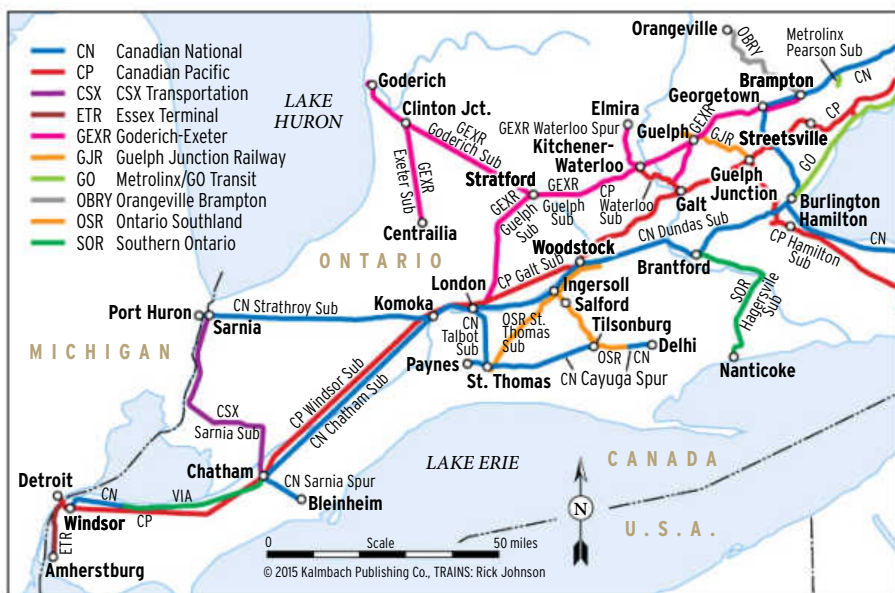 CN Canadian National
CP Canadian Pacific
CSX CSX Transportation
ETR Essex Terminal
GEXR Goderich-Exeter
GJR Guelph Junction Railway
GO Metrolinx/GO Transit
OBRY Orangeville Brampton
OSR Ontario Southland
SOR Southern Ontario
LAKE
HURON
Goderich
Clinton Jct.
GEXR
Goderich Sub
GEXR
Exeter Sub
Centrailia
Stratford
GEXR
Guelph Sub
GEXR
Guelph Sub
Elmira
GEXR Waterloo Spur
Kitchener-
Waterloo
CP
Waterloo
Sub
Guelph
GEXR
GJR
Orangeville
OBRY
Metrolinx
Pearson Sub
Brampton
CN
Georgetown
CP
Streetsville
GO
Guelph
Junction
Galt
Burlington
Hamilton
CN
CP Hamilton
Sub
ONTARIO
Woodstock
CN Dundas Sub
CP Galt Sub
Brantford
SOR
Hagersville
Sub
Nanticoke
London
Komoka
Ingersoll
Salford
OSR St.
Thomas
Sub
CN
Talbot
Sub
Tilsonburg
Delhi
OSR
CN
CN Cayuga Spur
Paynes
St. Thomas
Port Huron
Sarnia
CN Strathroy Sub
MICHIGAN
CSX
Sarnia Sub
CP Windsor Sub
CN Chatham Sub
Chatham
CN Sarnia Spur
Bleinheim
LAKE ERIE
CANADA
U.S.A.
N
Detroit
Windsor
CN
VIA
CP
ETR
Amherstburg
0 Scale 50 miles
© 2015 Kalmbach Publishing Co., TRAINS: Rick Johnson